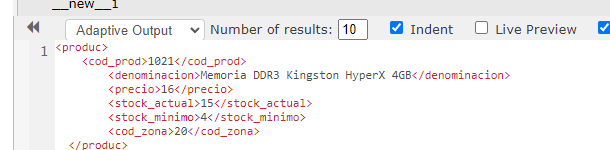 __new__1
Adaptive Output Number of results: 10 Indent Live Preview
1 <produc>
<cod_prod>1021</cod_prod>
<denominacion>Memoria DDR3 Kingston HyperX 4GB</denominacion>
<precio>16</precio>
<stock_actual>15</stock_actual>
<stock_minimo>4</stock_minimo>
<cod_zona>20</cod_zona>
</produc>